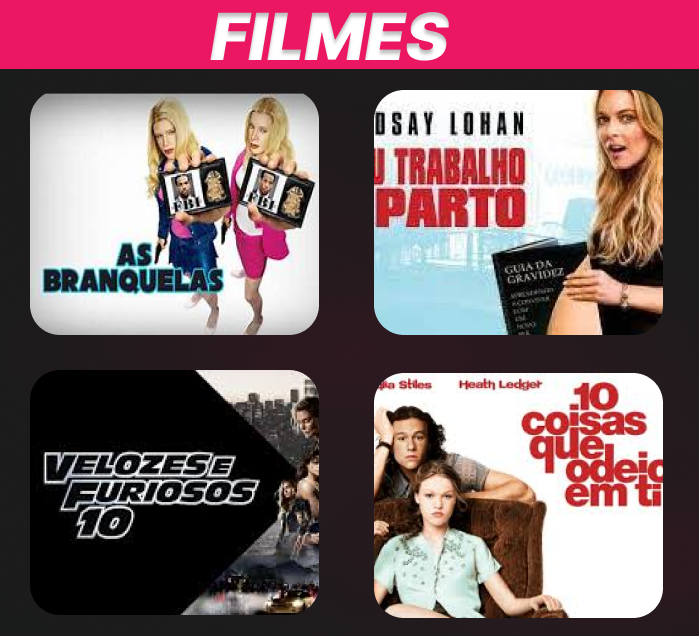 FILMES
AS
BRANQUELAS
FBI
FBI
DSAY LOHAN
U TRABALHO
PARTO
GUIA DA
GRAVIDEZ
VELOZES E
FURIOSOS
10
Stiles
Heath Ledger
10
coisas
que
odeio
em ti